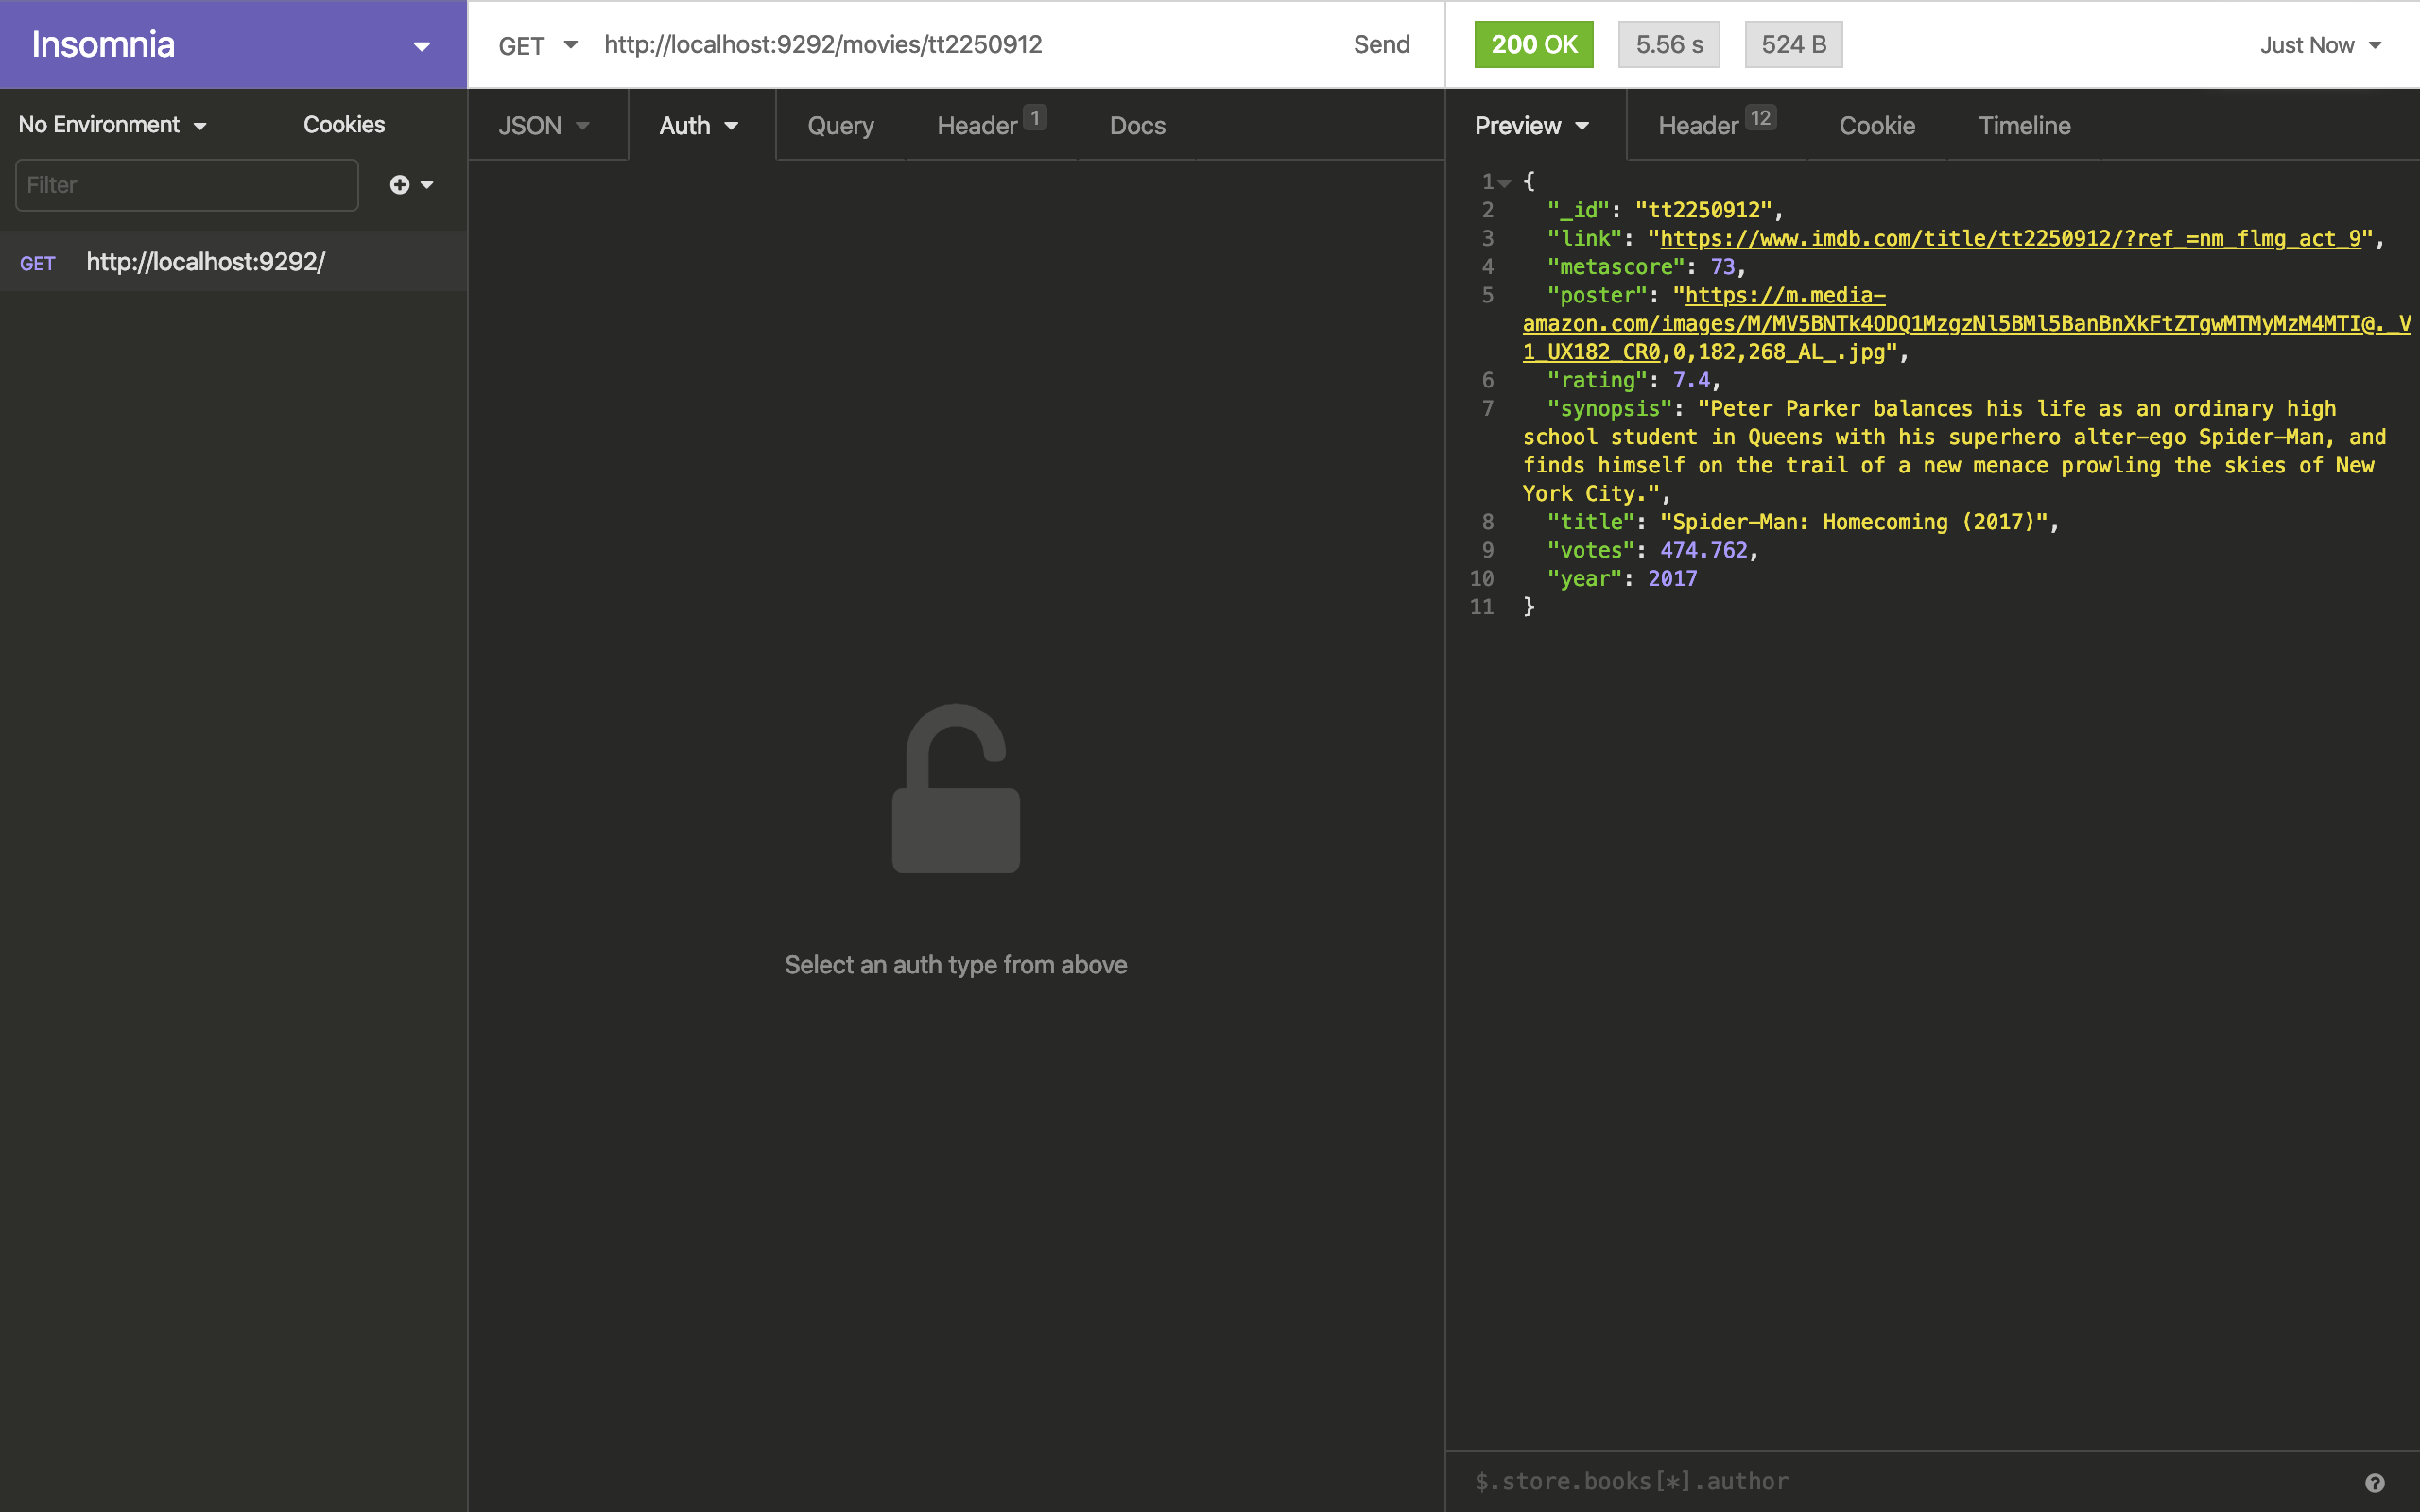 Insomnia
GET http://localhost:9292/movies/tt2250912 Send
200 OK 5.56 s 524 B Just Now
No Environment Cookies
Filter
GET http://localhost:9292/
JSON Auth Query Header 1 Docs
Select an auth type from above
Preview Header 12 Cookie Timeline
1 {
2 "_id": "tt2250912",
3 "link": "https://www.imdb.com/title/tt2250912/?ref_=nm_flmg_act_9",
4 "metascore": 73,
5 "poster": "https://m.media-
amazon.com/images/M/MV5BNTk4ODQ1MzgzNl5BMl5BanBnXkFtZTgwMTMyMzM4MTI@._V
1_UX182_CR0,0,182,268_AL_.jpg",
6 "rating": 7.4,
7 "synopsis": "Peter Parker balances his life as an ordinary high
school student in Queens with his superhero alter-ego Spider-Man, and
finds himself on the trail of a new menace prowling the skies of New
York City.",
8 "title": "Spider-Man: Homecoming (2017)",
9 "votes": 474.762,
10 "year": 2017
11 }
$.store.books[*].author